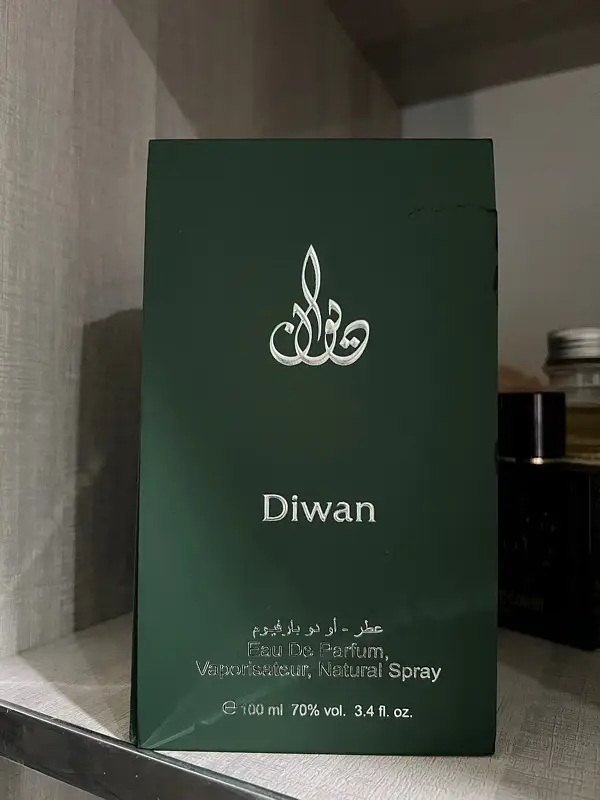 ديوان
Diwan
عطر - أو دو بارفيوم
Eau De Parfum,
Vaporisateur, Natural Spray
℮ 100 ml 70% vol. 3.4 fl. oz.